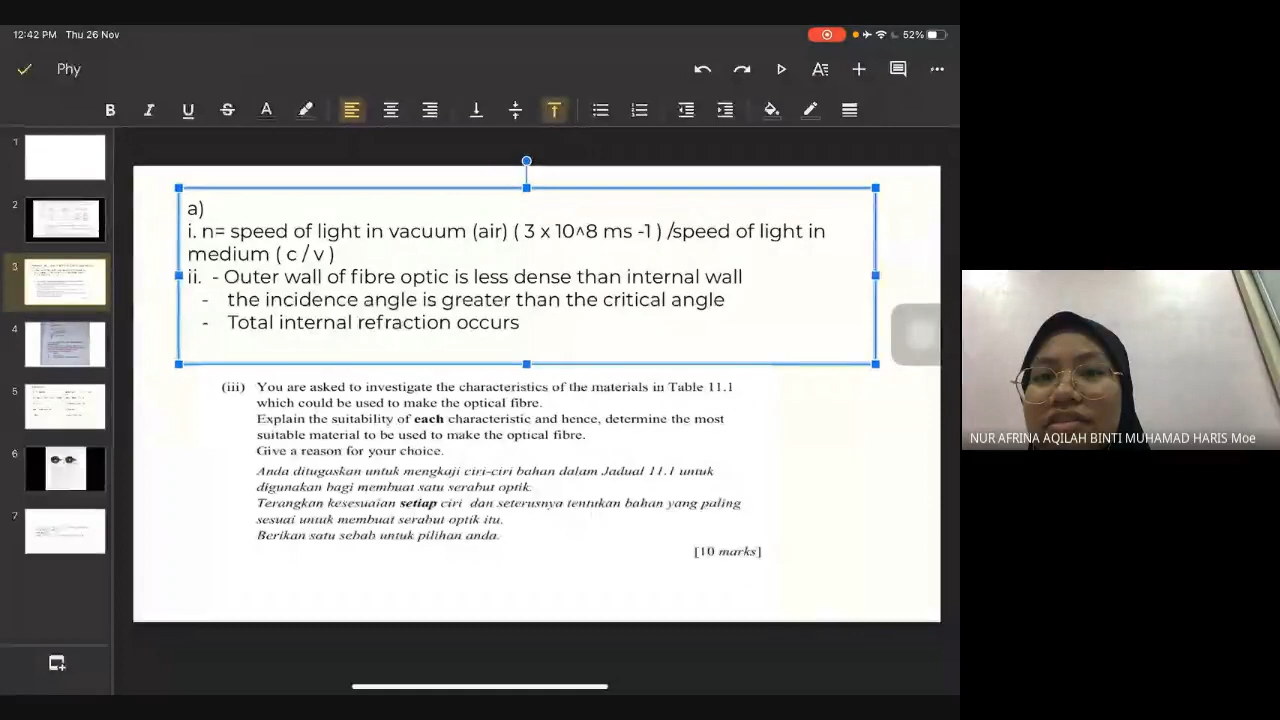 12:42 PM Thu 26 Nov
52%
Phy
B I U S A
1
2
3
4
5
6
7
a)
i. n= speed of light in vacuum (air) ( 3 x 10^8 ms -1 ) /speed of light in
medium ( c / v )
ii. - Outer wall of fibre optic is less dense than internal wall
- the incidence angle is greater than the critical angle
- Total internal refraction occurs
(iii) You are asked to investigate the characteristics of the materials in Table 11.1
which could be used to make the optical fibre.
Explain the suitability of each characteristic and hence, determine the most
suitable material to be used to make the optical fibre.
Give a reason for your choice.
Anda ditugaskan untuk mengkaji ciri-ciri bahan dalam Jadual 11.1 untuk
digunakan bagi membuat satu serabut optik.
Terangkan kesesuaian setiap ciri dan seterusnya tentukan bahan yang paling
sesuai untuk membuat serabut optik itu.
Berikan satu sebab untuk pilihan anda.
[10 marks]
NUR AFRINA AQILAH BINTI MUHAMAD HARIS Moe